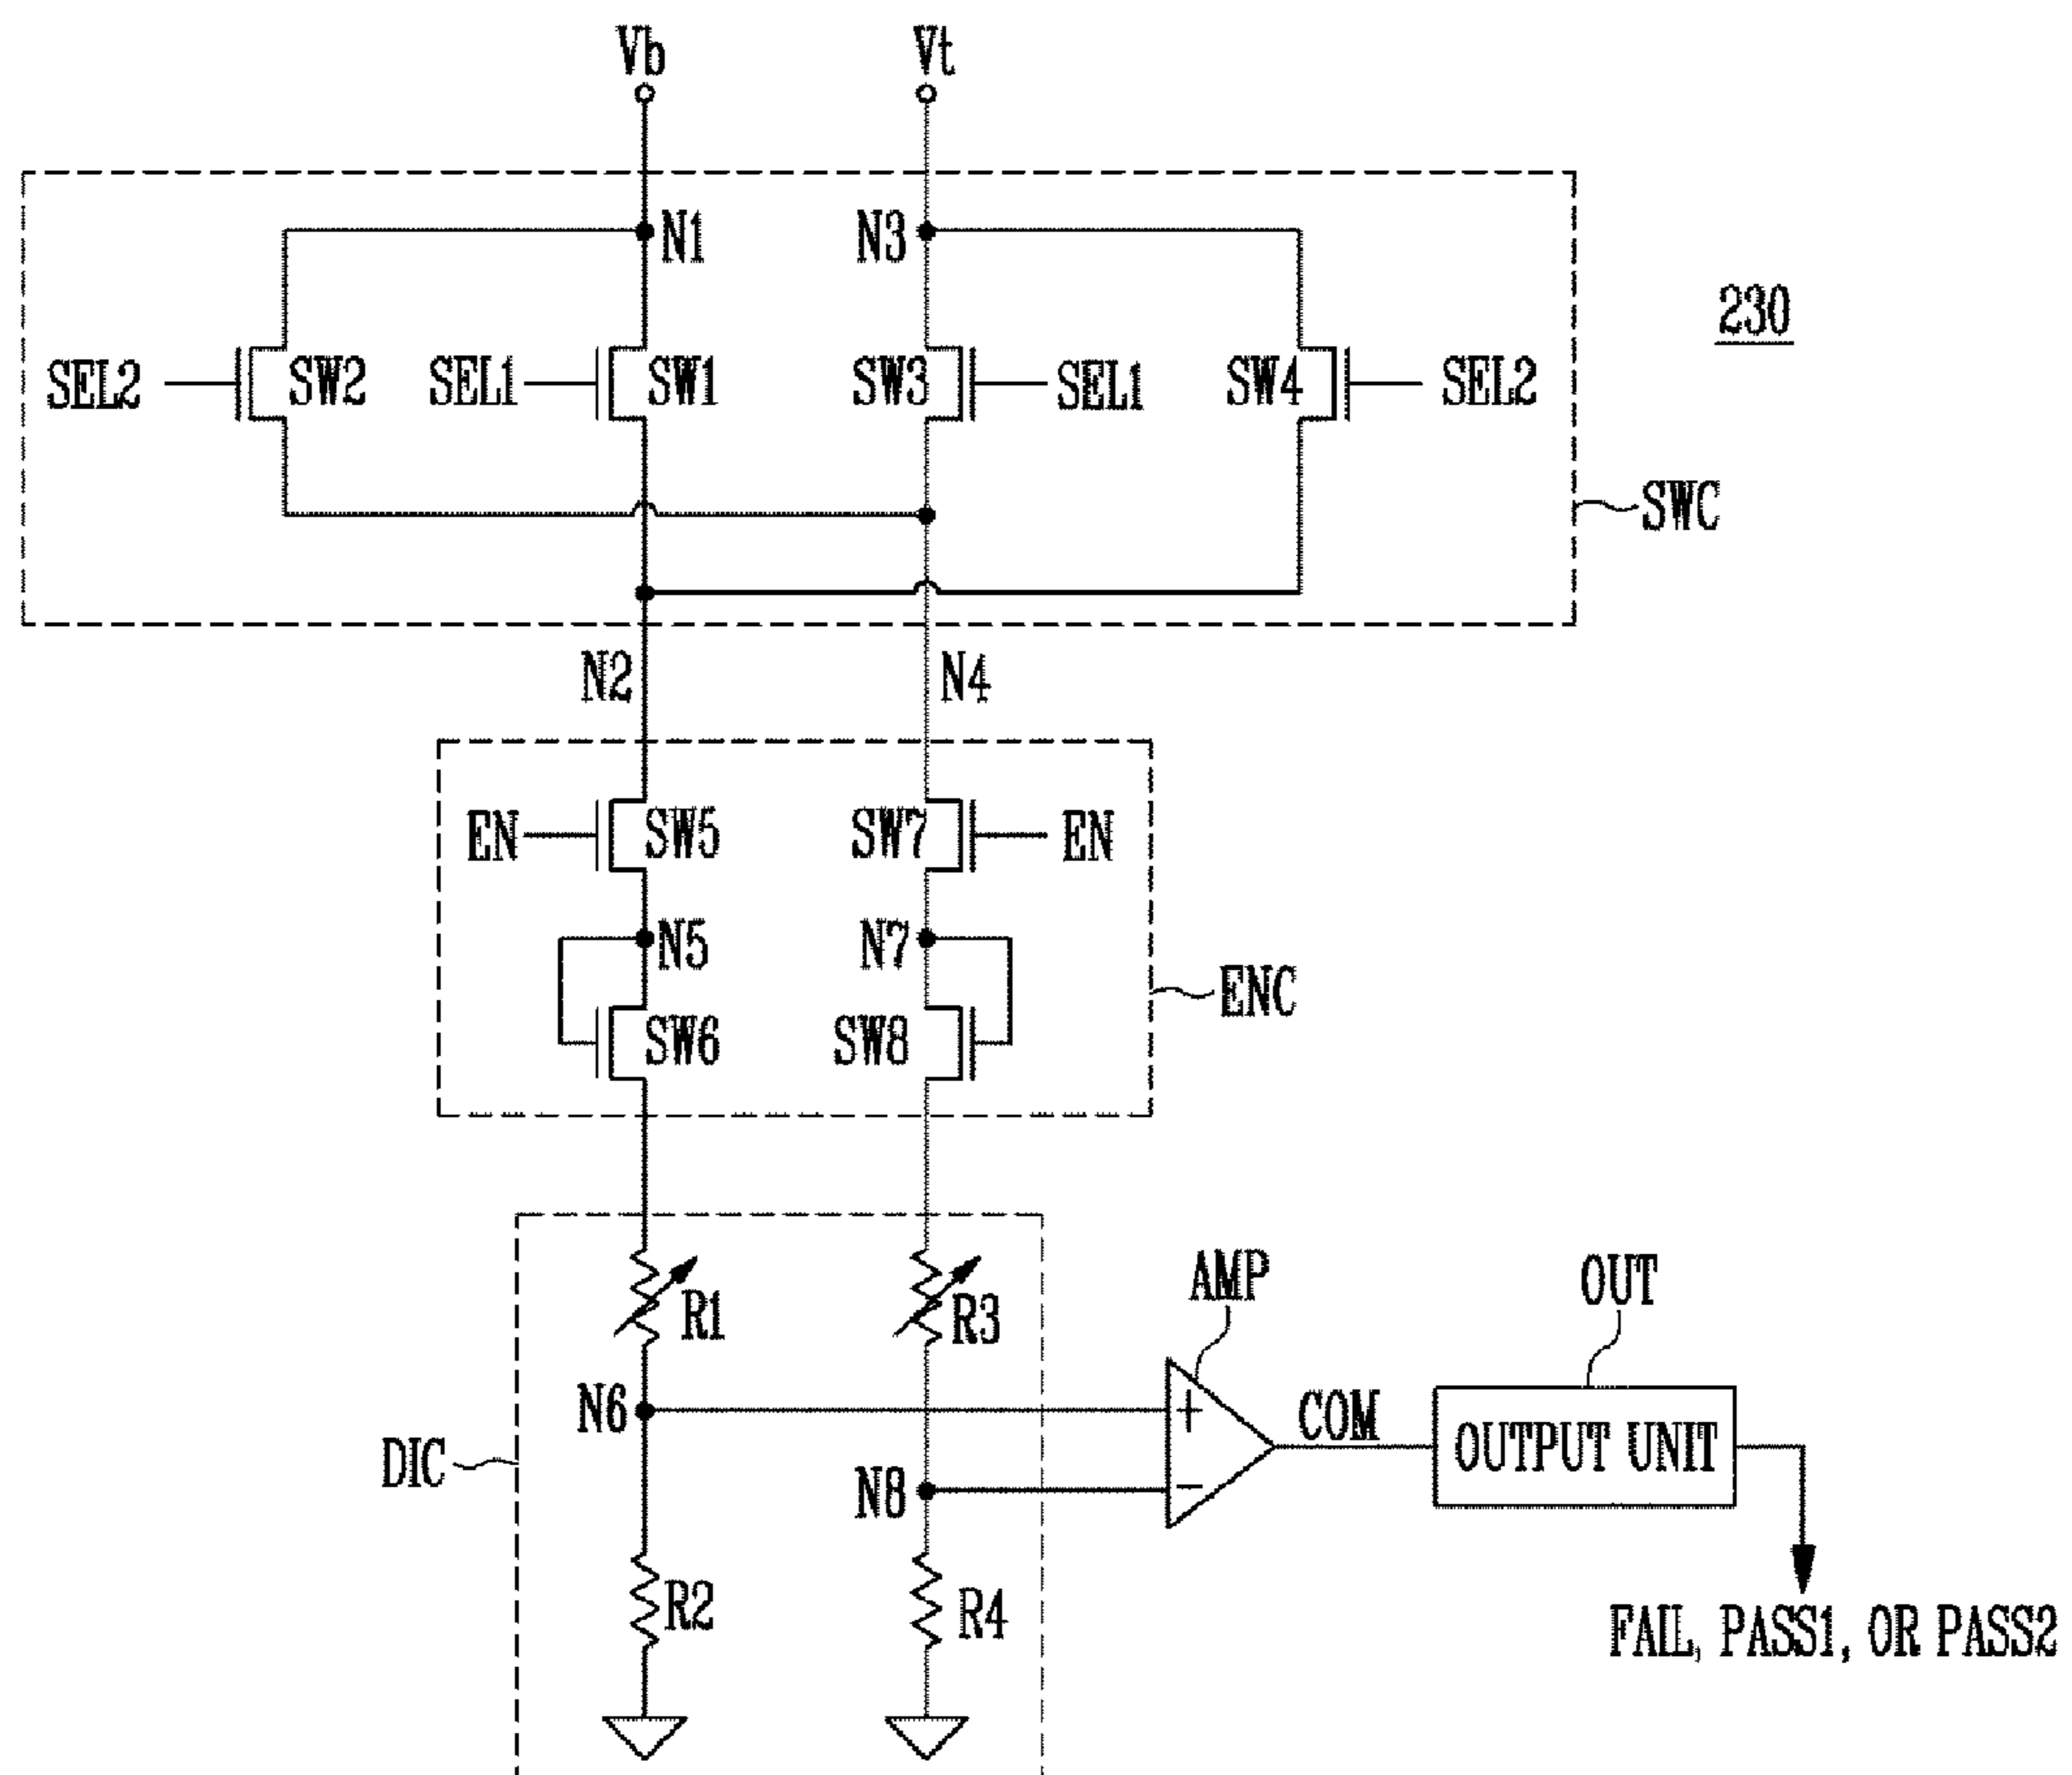 Vb Vt
N1 N3
230
SEL2 SW2 SEL1 SW1 SW3 SEL1 SW4 SEL2
SWC
N2 N4
EN SW5 SW7 EN
N5 N7
ENC
SW6 SW8
R1 R3
AMP
OUT
N6
COM
OUTPUT UNIT
DIC
N8
+
−
R2 R4
FAIL, PASS1, OR PASS2